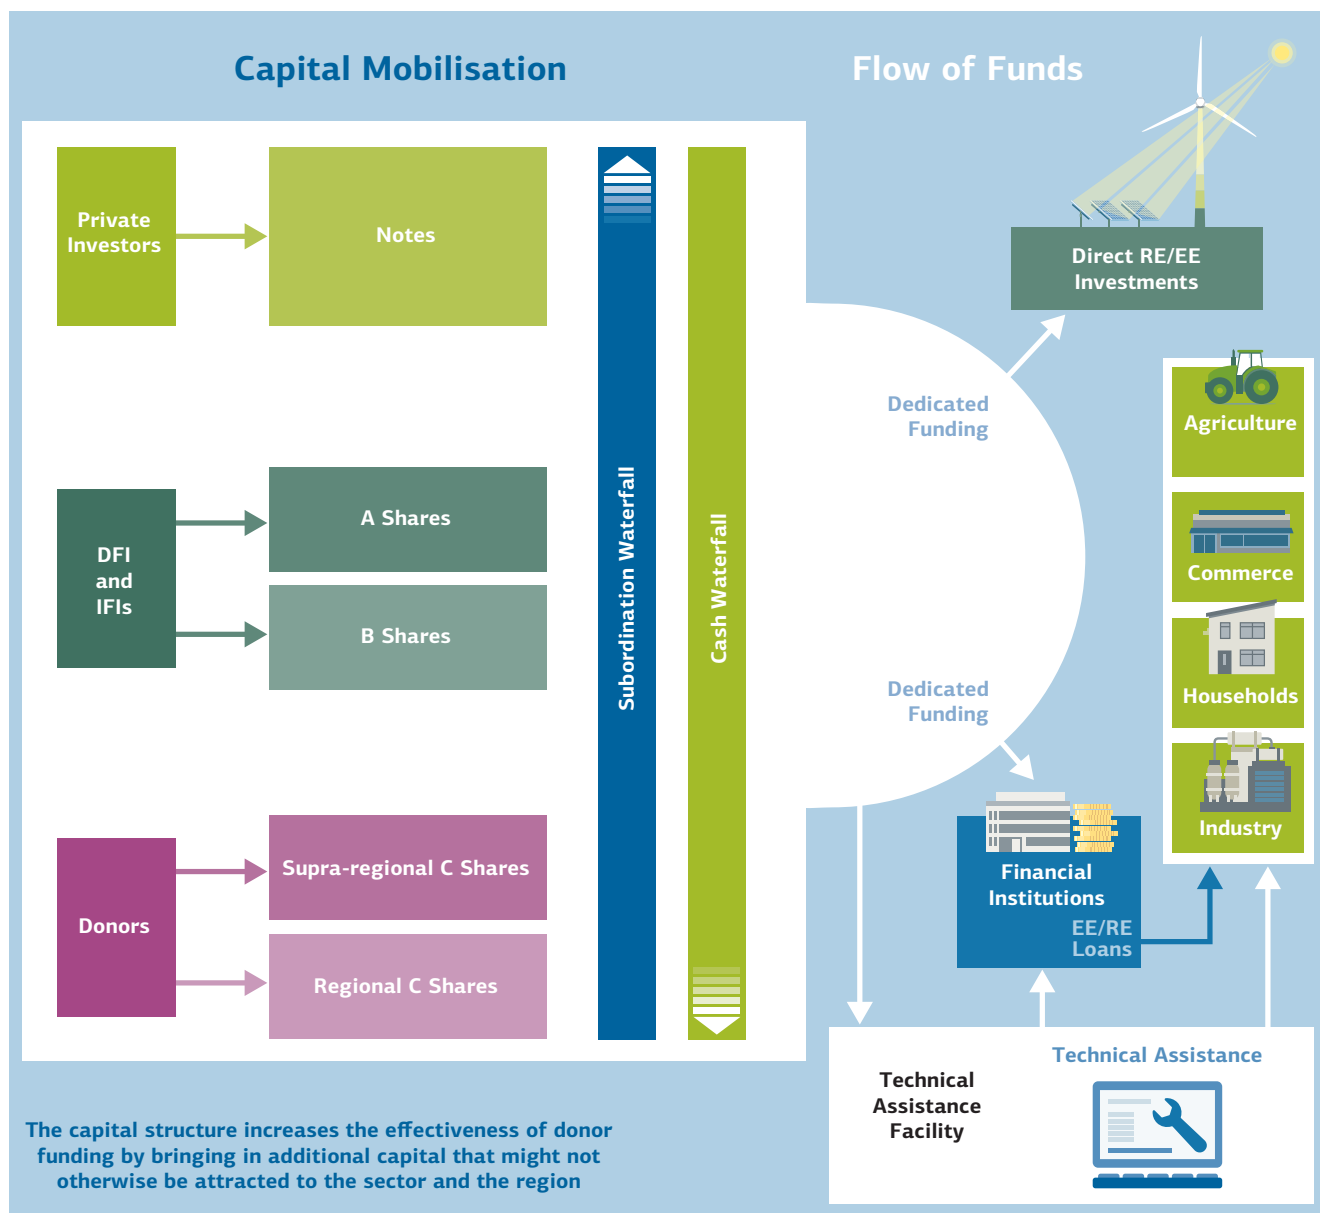 Capital Mobilisation
Flow of Funds
Private
Investors
Notes
DFI
and
IFIs
A Shares
B Shares
Donors
Supra-regional C Shares
Regional C Shares
Subordination Waterfall
Cash Waterfall
Direct RE/EE
Investments
Dedicated
Funding
Dedicated
Funding
Agriculture
Commerce
Households
Industry
Financial
Institutions
EE/RE
Loans
Technical
Assistance
Facility
Technical Assistance
The capital structure increases the effectiveness of donor
funding by bringing in additional capital that might not
otherwise be attracted to the sector and the region